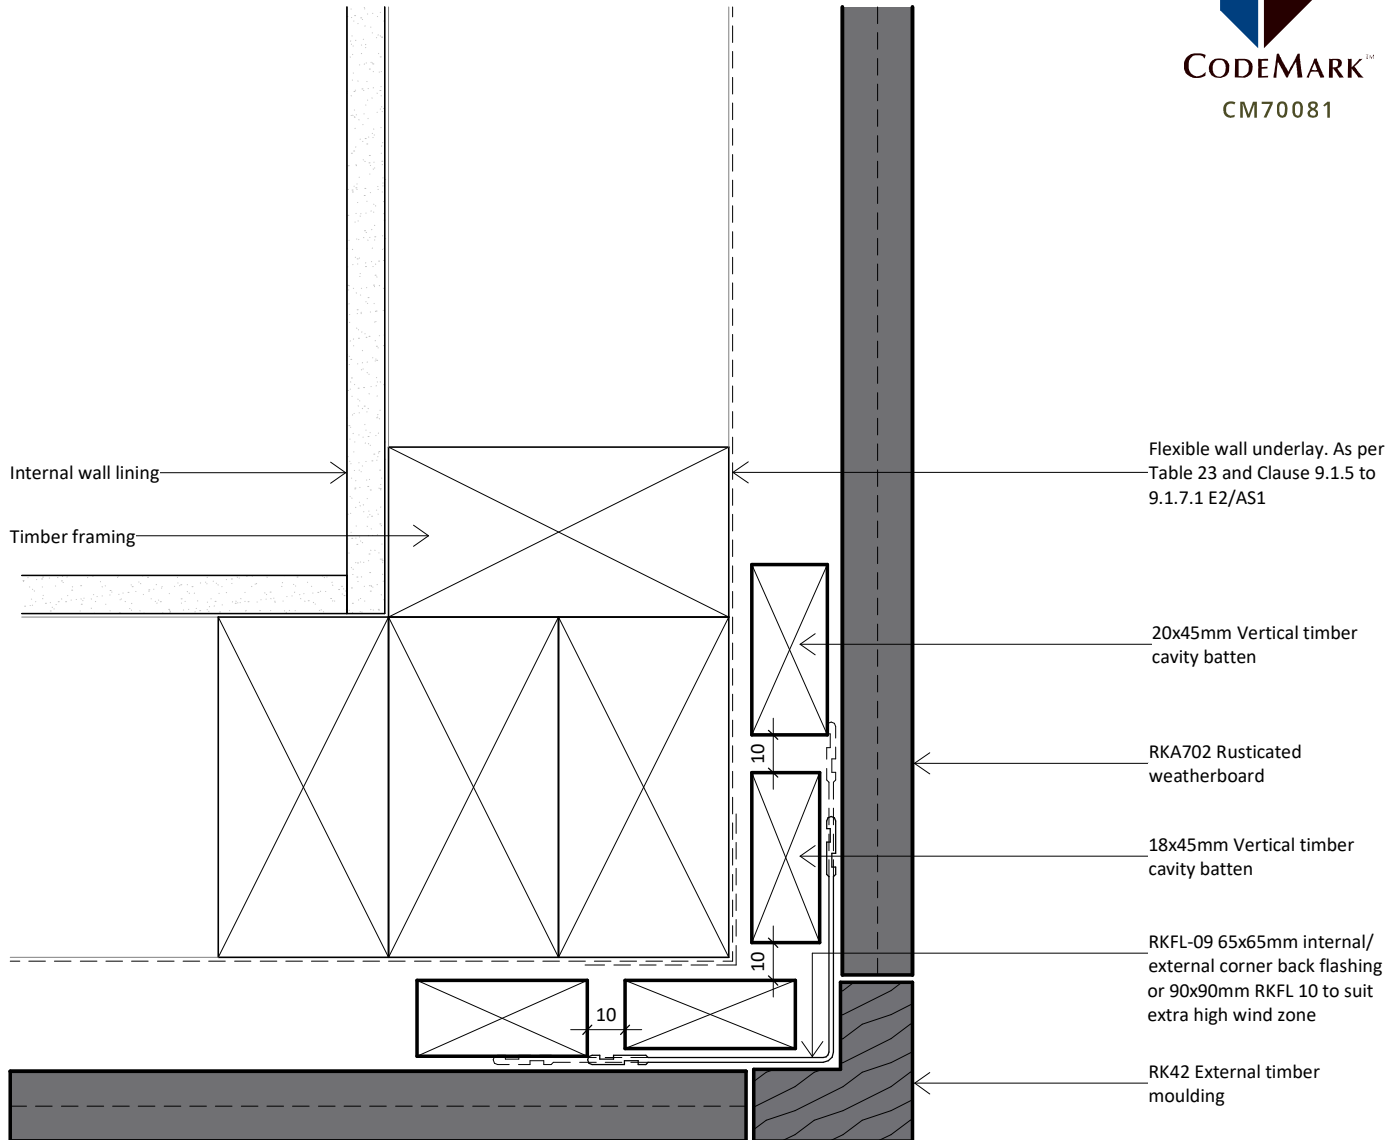 CODEMARK™
CM70081
Internal wall lining
Timber framing
Flexible wall underlay. As per
Table 23 and Clause 9.1.5 to
9.1.7.1 E2/AS1
20x45mm Vertical timber
cavity batten
10
RKA702 Rusticated
weatherboard
18x45mm Vertical timber
cavity batten
10
RKFL-09 65x65mm internal/
external corner back flashing
or 90x90mm RKFL 10 to suit
extra high wind zone
10
RK42 External timber
moulding